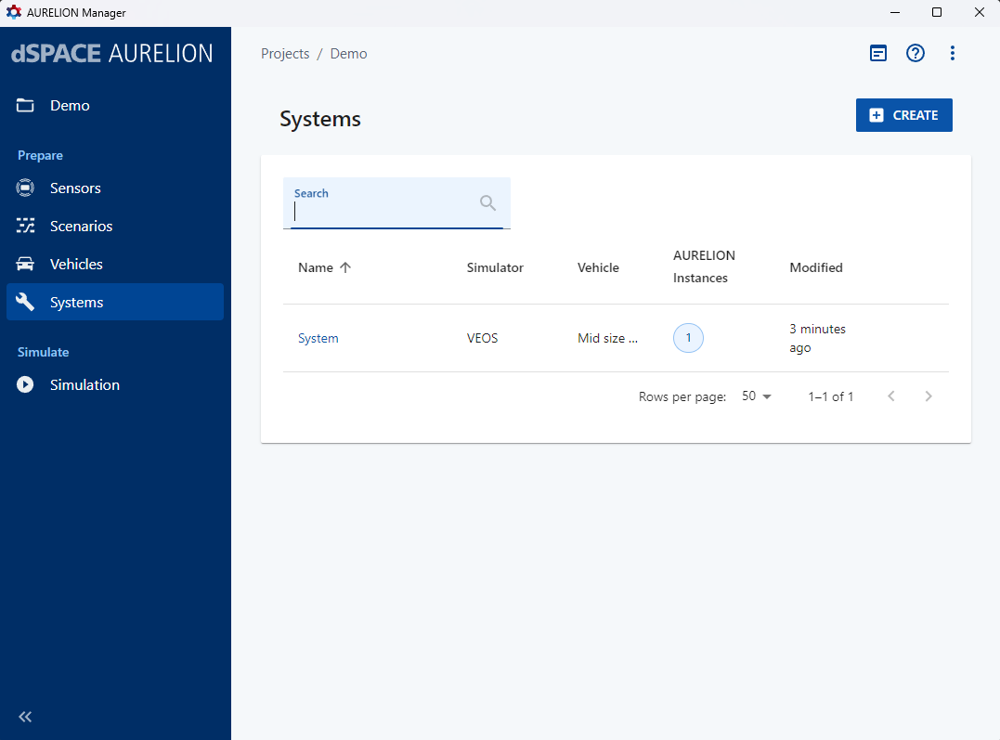 AURELION Manager
dSPACE AURELION
Demo
Prepare
Sensors
Scenarios
Vehicles
Systems
Simulate
Simulation
Projects / Demo
Systems
CREATE
Search
Name Simulator Vehicle AURELION Instances Modified
System VEOS Mid size ... 1 3 minutes ago
Rows per page: 50 1–1 of 1